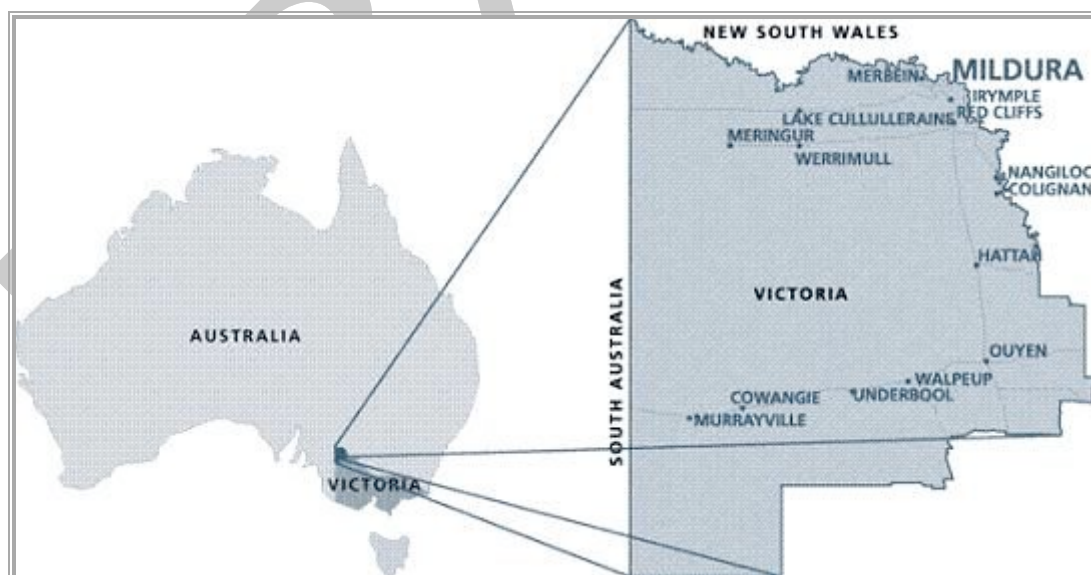 NEW SOUTH WALES
MERBEIN
MILDURA
IRYMPLE
LAKE CULLULLERAINE
RED CLIFFS
MERINGUR
WERRIMULL
NANGILOC
COLIGNAN
HATTAH
AUSTRALIA
SOUTH AUSTRALIA
VICTORIA
OUYEN
WALPEUP
COWANGIE
UNDERBOOL
MURRAYVILLE
VICTORIA